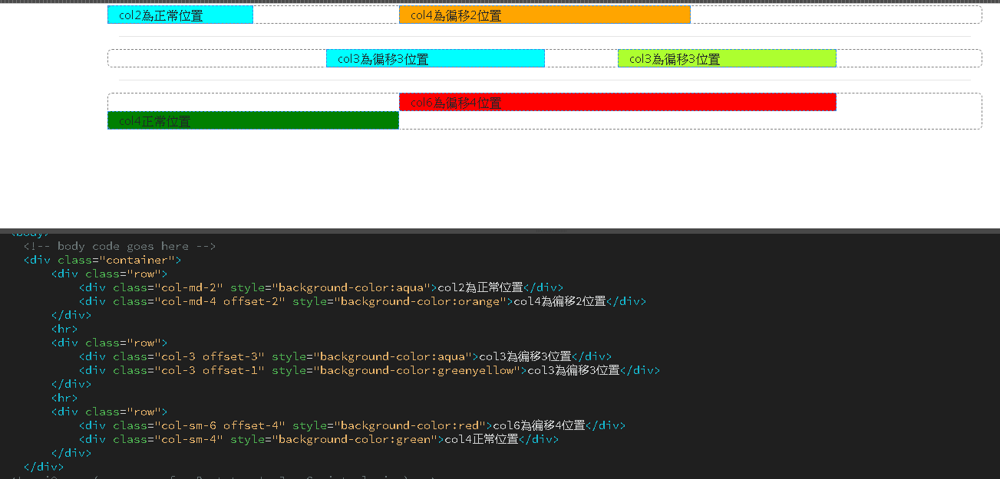 col2為正常位置
col4為偏移2位置
col3為偏移3位置
col3為偏移3位置
col6為偏移4位置
col4正常位置
<body>
<!-- body code goes here -->
<div class="container">
<div class="row">
<div class="col-md-2" style="background-color:aqua">col2為正常位置</div>
<div class="col-md-4 offset-2" style="background-color:orange">col4為偏移2位置</div>
</div>
<hr>
<div class="row">
<div class="col-3 offset-3" style="background-color:aqua">col3為偏移3位置</div>
<div class="col-3 offset-1" style="background-color:greenyellow">col3為偏移3位置</div>
</div>
<hr>
<div class="row">
<div class="col-sm-6 offset-4" style="background-color:red">col6為偏移4位置</div>
<div class="col-sm-4" style="background-color:green">col4正常位置</div>
</div>
</div>